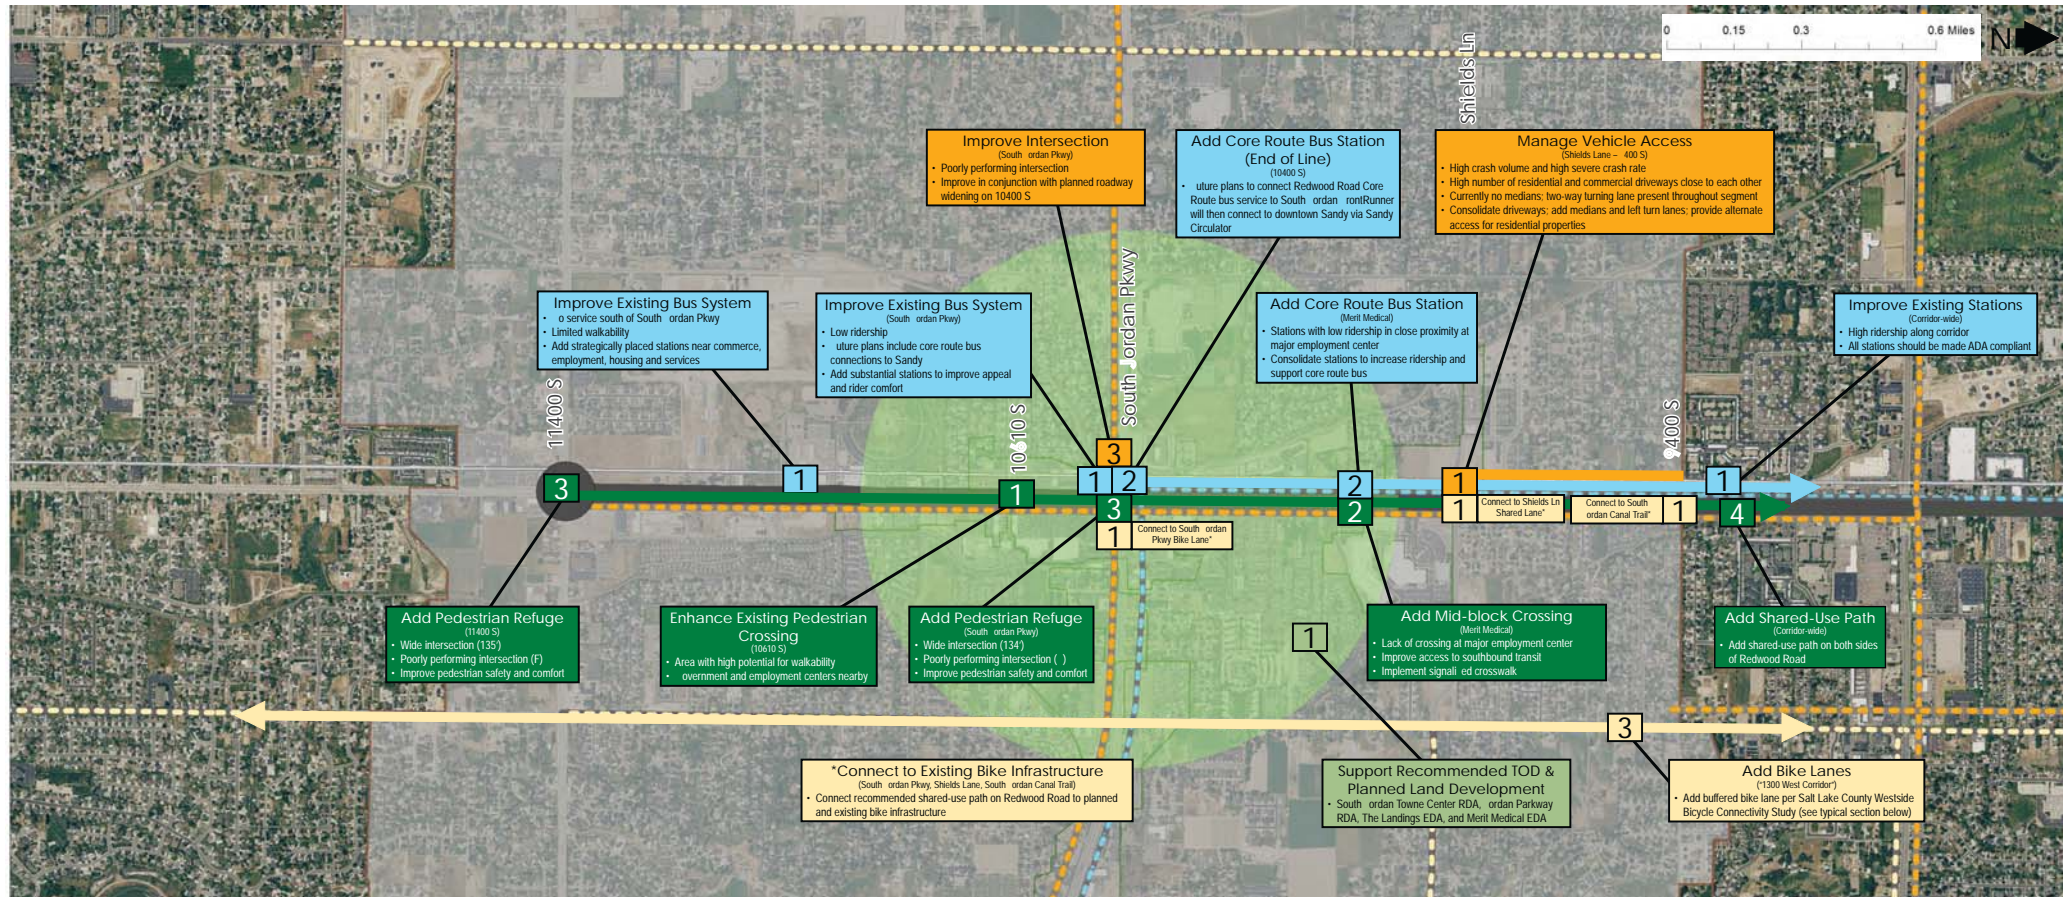 0 0.15 0.3 0.6 Miles
N
Shields Ln
Improve Intersection
(South ordan Pkwy)
• Poorly performing intersection
• Improve in conjunction with planned roadway
widening on 10400 S
Add Core Route Bus Station
(End of Line)
(10400 S)
• uture plans to connect Redwood Road Core
Route bus service to South ordan rontRunner
will then connect to downtown Sandy via Sandy
Circulator
Manage Vehicle Access
(Shields Lane – 400 S)
• High crash volume and high severe crash rate
• High number of residential and commercial driveways close to each other
• Currently no medians; two-way turning lane present throughout segment
• Consolidate driveways; add medians and left turn lanes; provide alternate
access for residential properties
Improve Existing Bus System
• o service south of South ordan Pkwy
• Limited walkability
• Add strategically placed stations near commerce,
employment, housing and services
Improve Existing Bus System
(South ordan Pkwy)
• Low ridership
• uture plans include core route bus
connections to Sandy
• Add substantial stations to improve appeal
and rider comfort
South Jordan Pkwy
Add Core Route Bus Station
(Merit Medical)
• Stations with low ridership in close proximity at
major employment center
• Consolidate stations to increase ridership and
support core route bus
Improve Existing Stations
(Corridor-wide)
• High ridership along corridor
• All stations should be made ADA compliant
11400 S
10610 S
9400 S
3
1
1
3
1
2
3
1
Connect to South ordan
Pkwy Bike Lane*
2
2
1
1
Connect to Shields Ln
Shared Lane*
Connect to South
ordan Canal Trail*
1
1
4
Add Pedestrian Refuge
(11400 S)
• Wide intersection (135')
• Poorly performing intersection (F)
• Improve pedestrian safety and comfort
Enhance Existing Pedestrian
Crossing
(10610 S)
• Area with high potential for walkability
• overnment and employment centers nearby
Add Pedestrian Refuge
(South ordan Pkwy)
• Wide intersection (134')
• Poorly performing intersection ( )
• Improve pedestrian safety and comfort
1
Add Mid-block Crossing
(Merit Medical)
• Lack of crossing at major employment center
• Improve access to southbound transit
• Implement signali ed crosswalk
Add Shared-Use Path
(Corridor-wide)
• Add shared-use path on both sides
of Redwood Road
3
*Connect to Existing Bike Infrastructure
(South ordan Pkwy, Shields Lane, South ordan Canal Trail)
• Connect recommended shared-use path on Redwood Road to planned
and existing bike infrastructure
Support Recommended TOD &
Planned Land Development
• South ordan Towne Center RDA, ordan Parkway
RDA, The Landings EDA, and Merit Medical EDA
Add Bike Lanes
("1300 West Corridor")
• Add buffered bike lane per Salt Lake County Westside
Bicycle Connectivity Study (see typical section below)